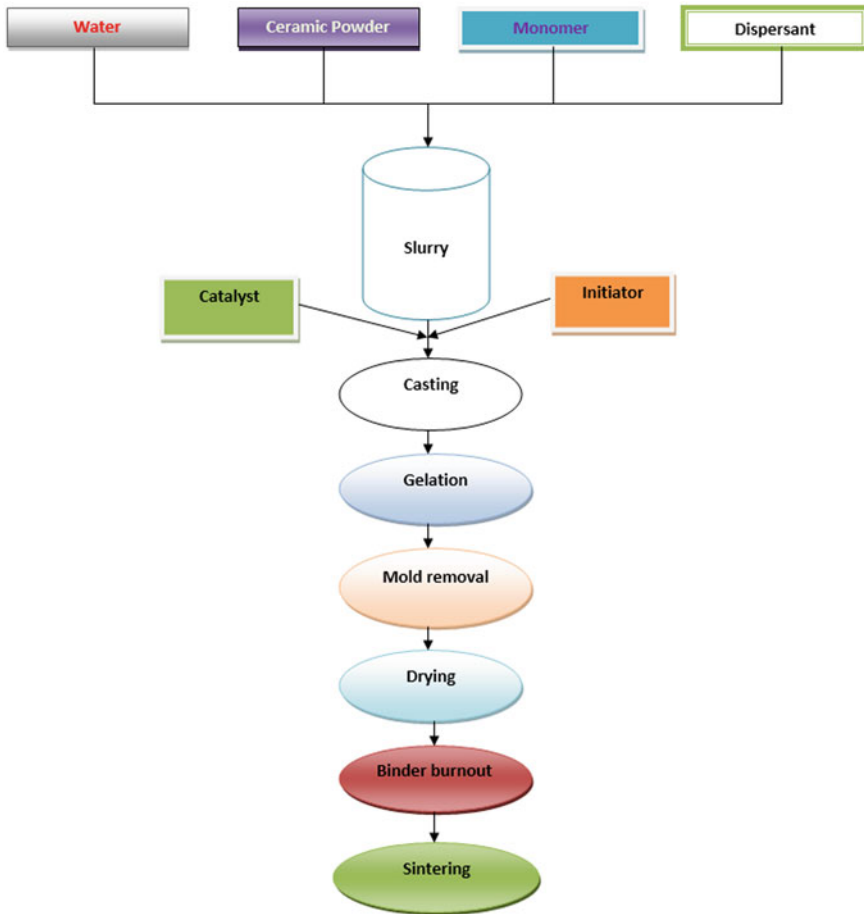 Water
Ceramic Powder
Monomer
Dispersant
Slurry
Catalyst
Initiator
Casting
Gelation
Mold removal
Drying
Binder burnout
Sintering